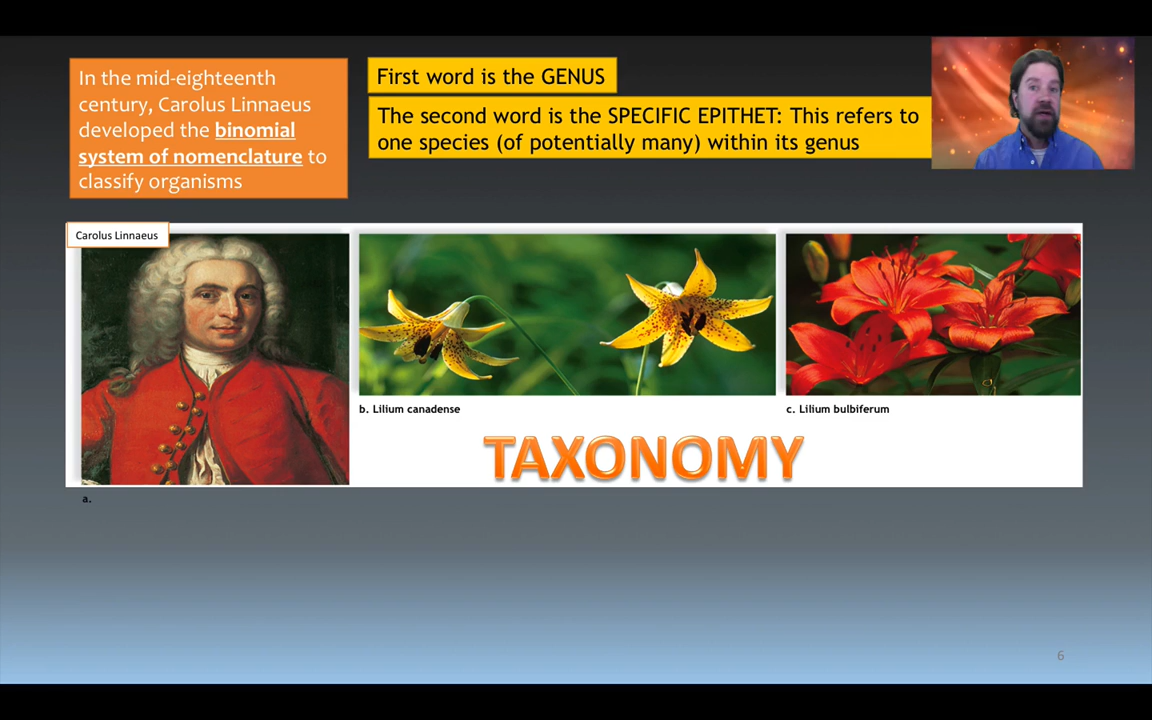 In the mid-eighteenth
century, Carolus Linnaeus
developed the binomial
system of nomenclature to
classify organisms
First word is the GENUS
The second word is the SPECIFIC EPITHET: This refers to
one species (of potentially many) within its genus
Carolus Linnaeus
b. Lilium canadense
c. Lilium bulbiferum
TAXONOMY
a.
6